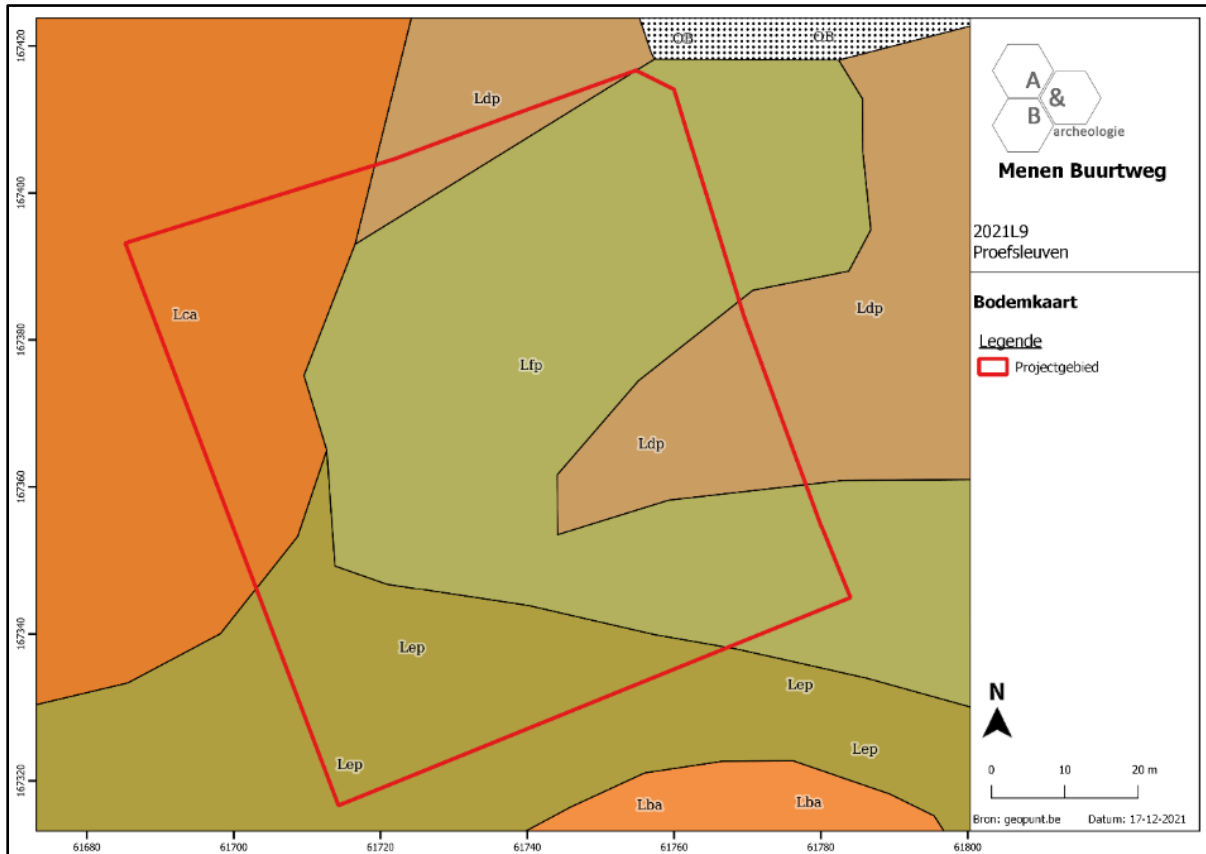 167420
167400
167380
167360
167340
167320
OB OB
Ldp
Lca
Ldp
Lfp
Ldp
Lep
Lep
Lep
Lep
Lba Lba
61680 61700 61720 61740 61760 61780 61800
A
&
B
archeologie
Menen Buurtweg
2021L9
Proefsleuven
Bodemkaart
Legende
Projectgebied
N
0 10 20 m
Bron: geopunt.be Datum: 17-12-2021